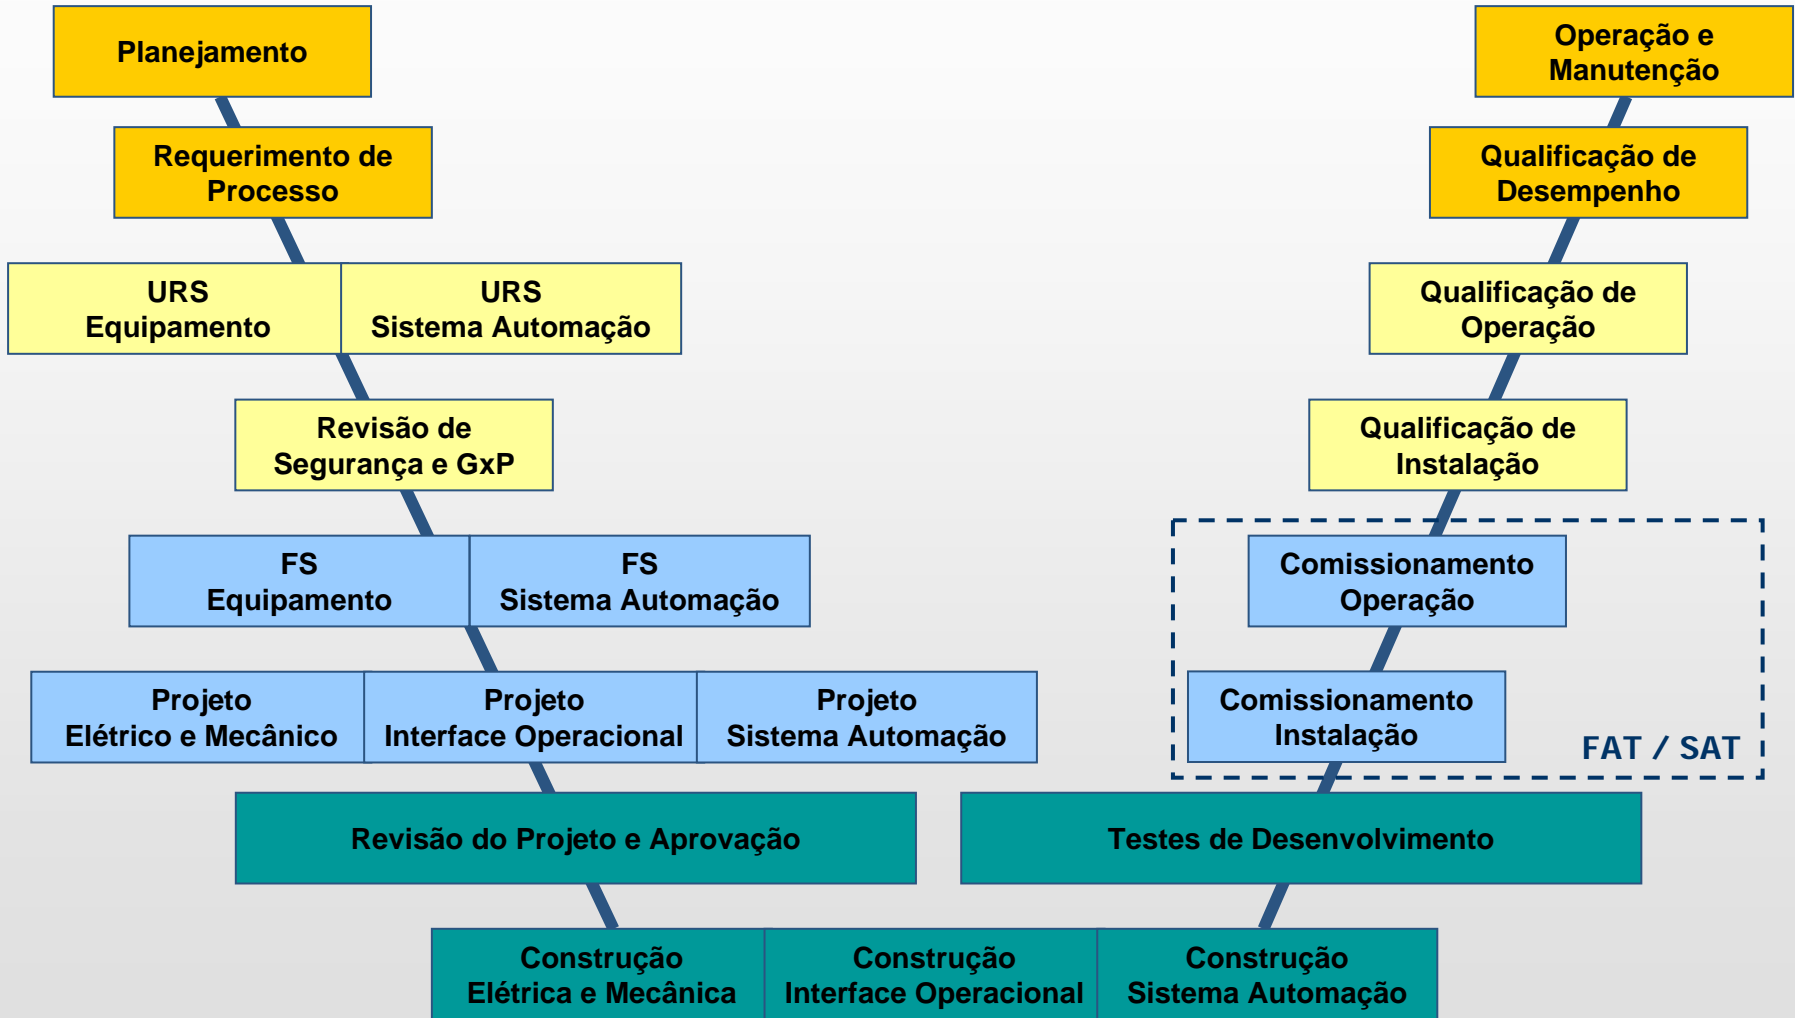 Planejamento
Operação e
Manutenção
Requerimento de
Processo
Qualificação de
Desempenho
URS
Equipamento
URS
Sistema Automação
Qualificação de
Operação
Revisão de
Segurança e GxP
Qualificação de
Instalação
FS
Equipamento
FS
Sistema Automação
Comissionamento
Operação
Projeto
Elétrico e Mecânico
Projeto
Interface Operacional
Projeto
Sistema Automação
Comissionamento
Instalação
FAT / SAT
Revisão do Projeto e Aprovação
Testes de Desenvolvimento
Construção
Elétrica e Mecânica
Construção
Interface Operacional
Construção
Sistema Automação